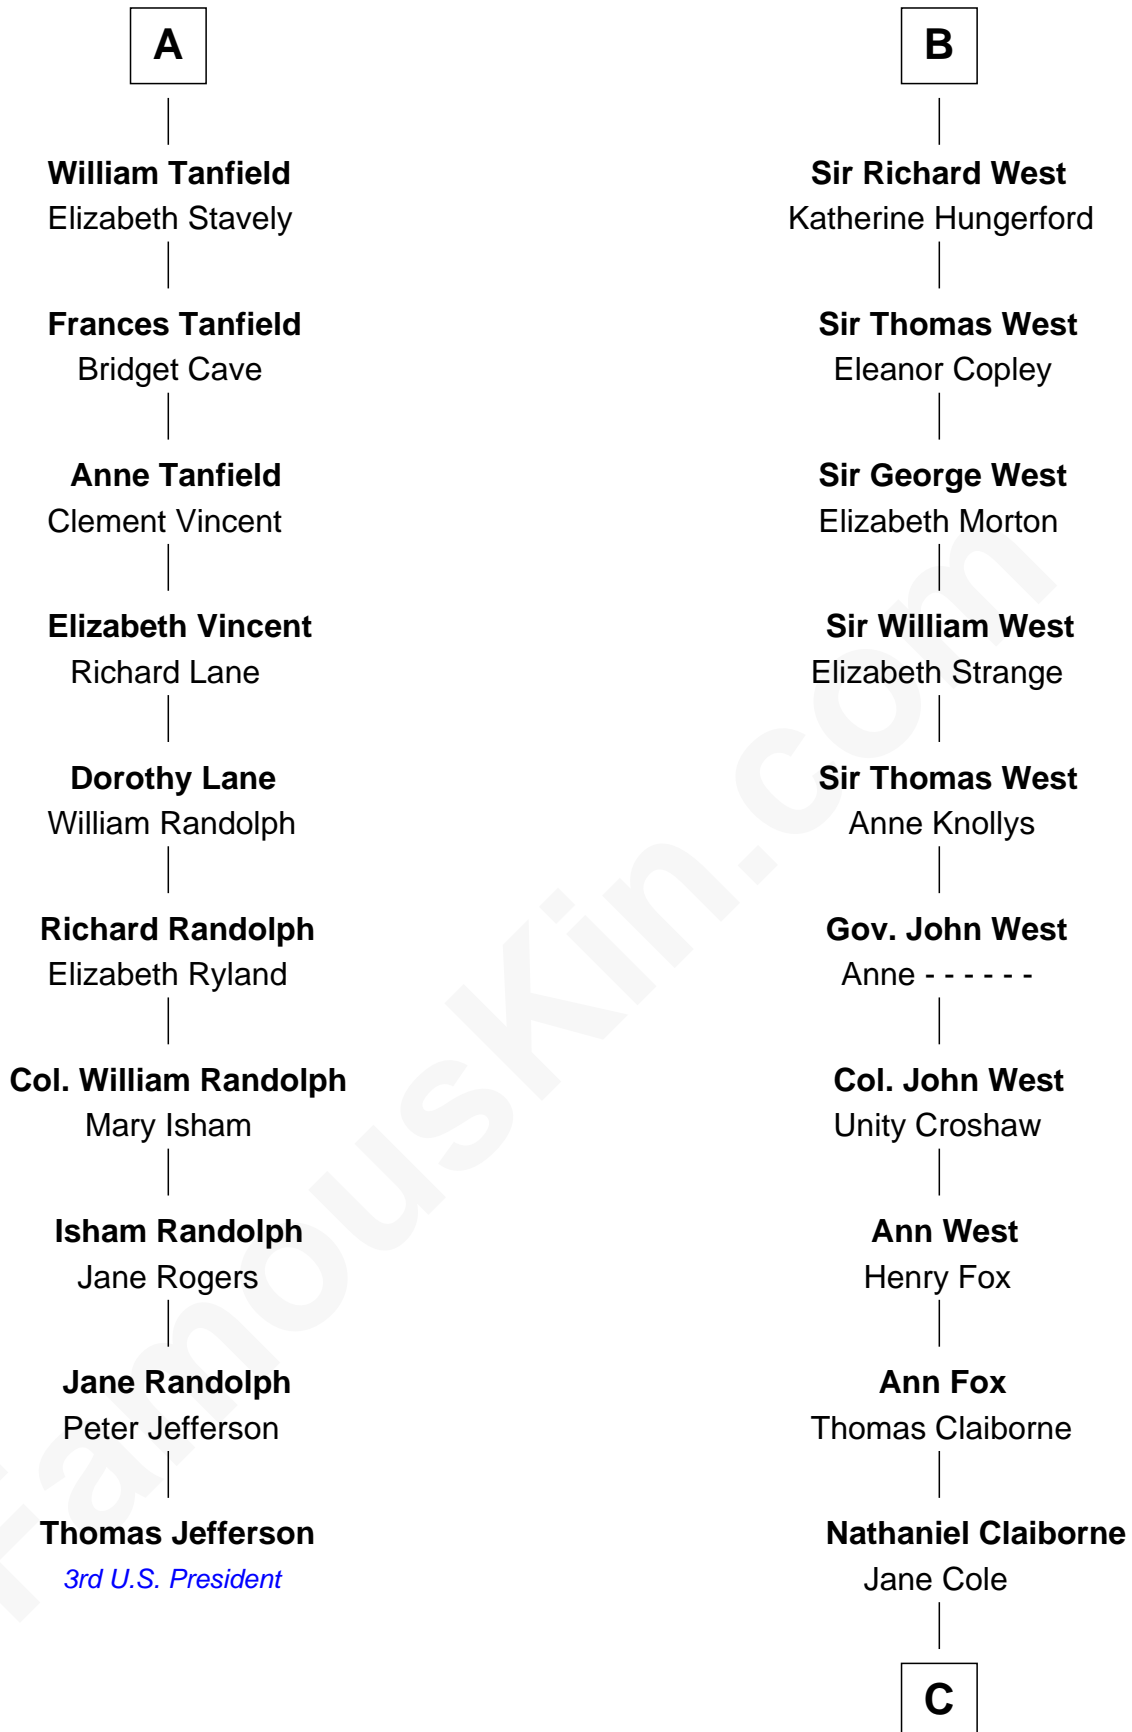 A
William Tanfield
Elizabeth Stavely
Frances Tanfield
Bridget Cave
Anne Tanfield
Clement Vincent
Elizabeth Vincent
Richard Lane
Dorothy Lane
William Randolph
Richard Randolph
Elizabeth Ryland
Col. William Randolph
Mary Isham
Isham Randolph
Jane Rogers
Jane Randolph
Peter Jefferson
Thomas Jefferson
3rd U.S. President
B
Sir Richard West
Katherine Hungerford
Sir Thomas West
Eleanor Copley
Sir George West
Elizabeth Morton
Sir William West
Elizabeth Strange
Sir Thomas West
Anne Knollys
Gov. John West
Anne - - - - - -
Col. John West
Unity Croshaw
Ann West
Henry Fox
Ann Fox
Thomas Claiborne
Nathaniel Claiborne
Jane Cole
C
FamousKin.com